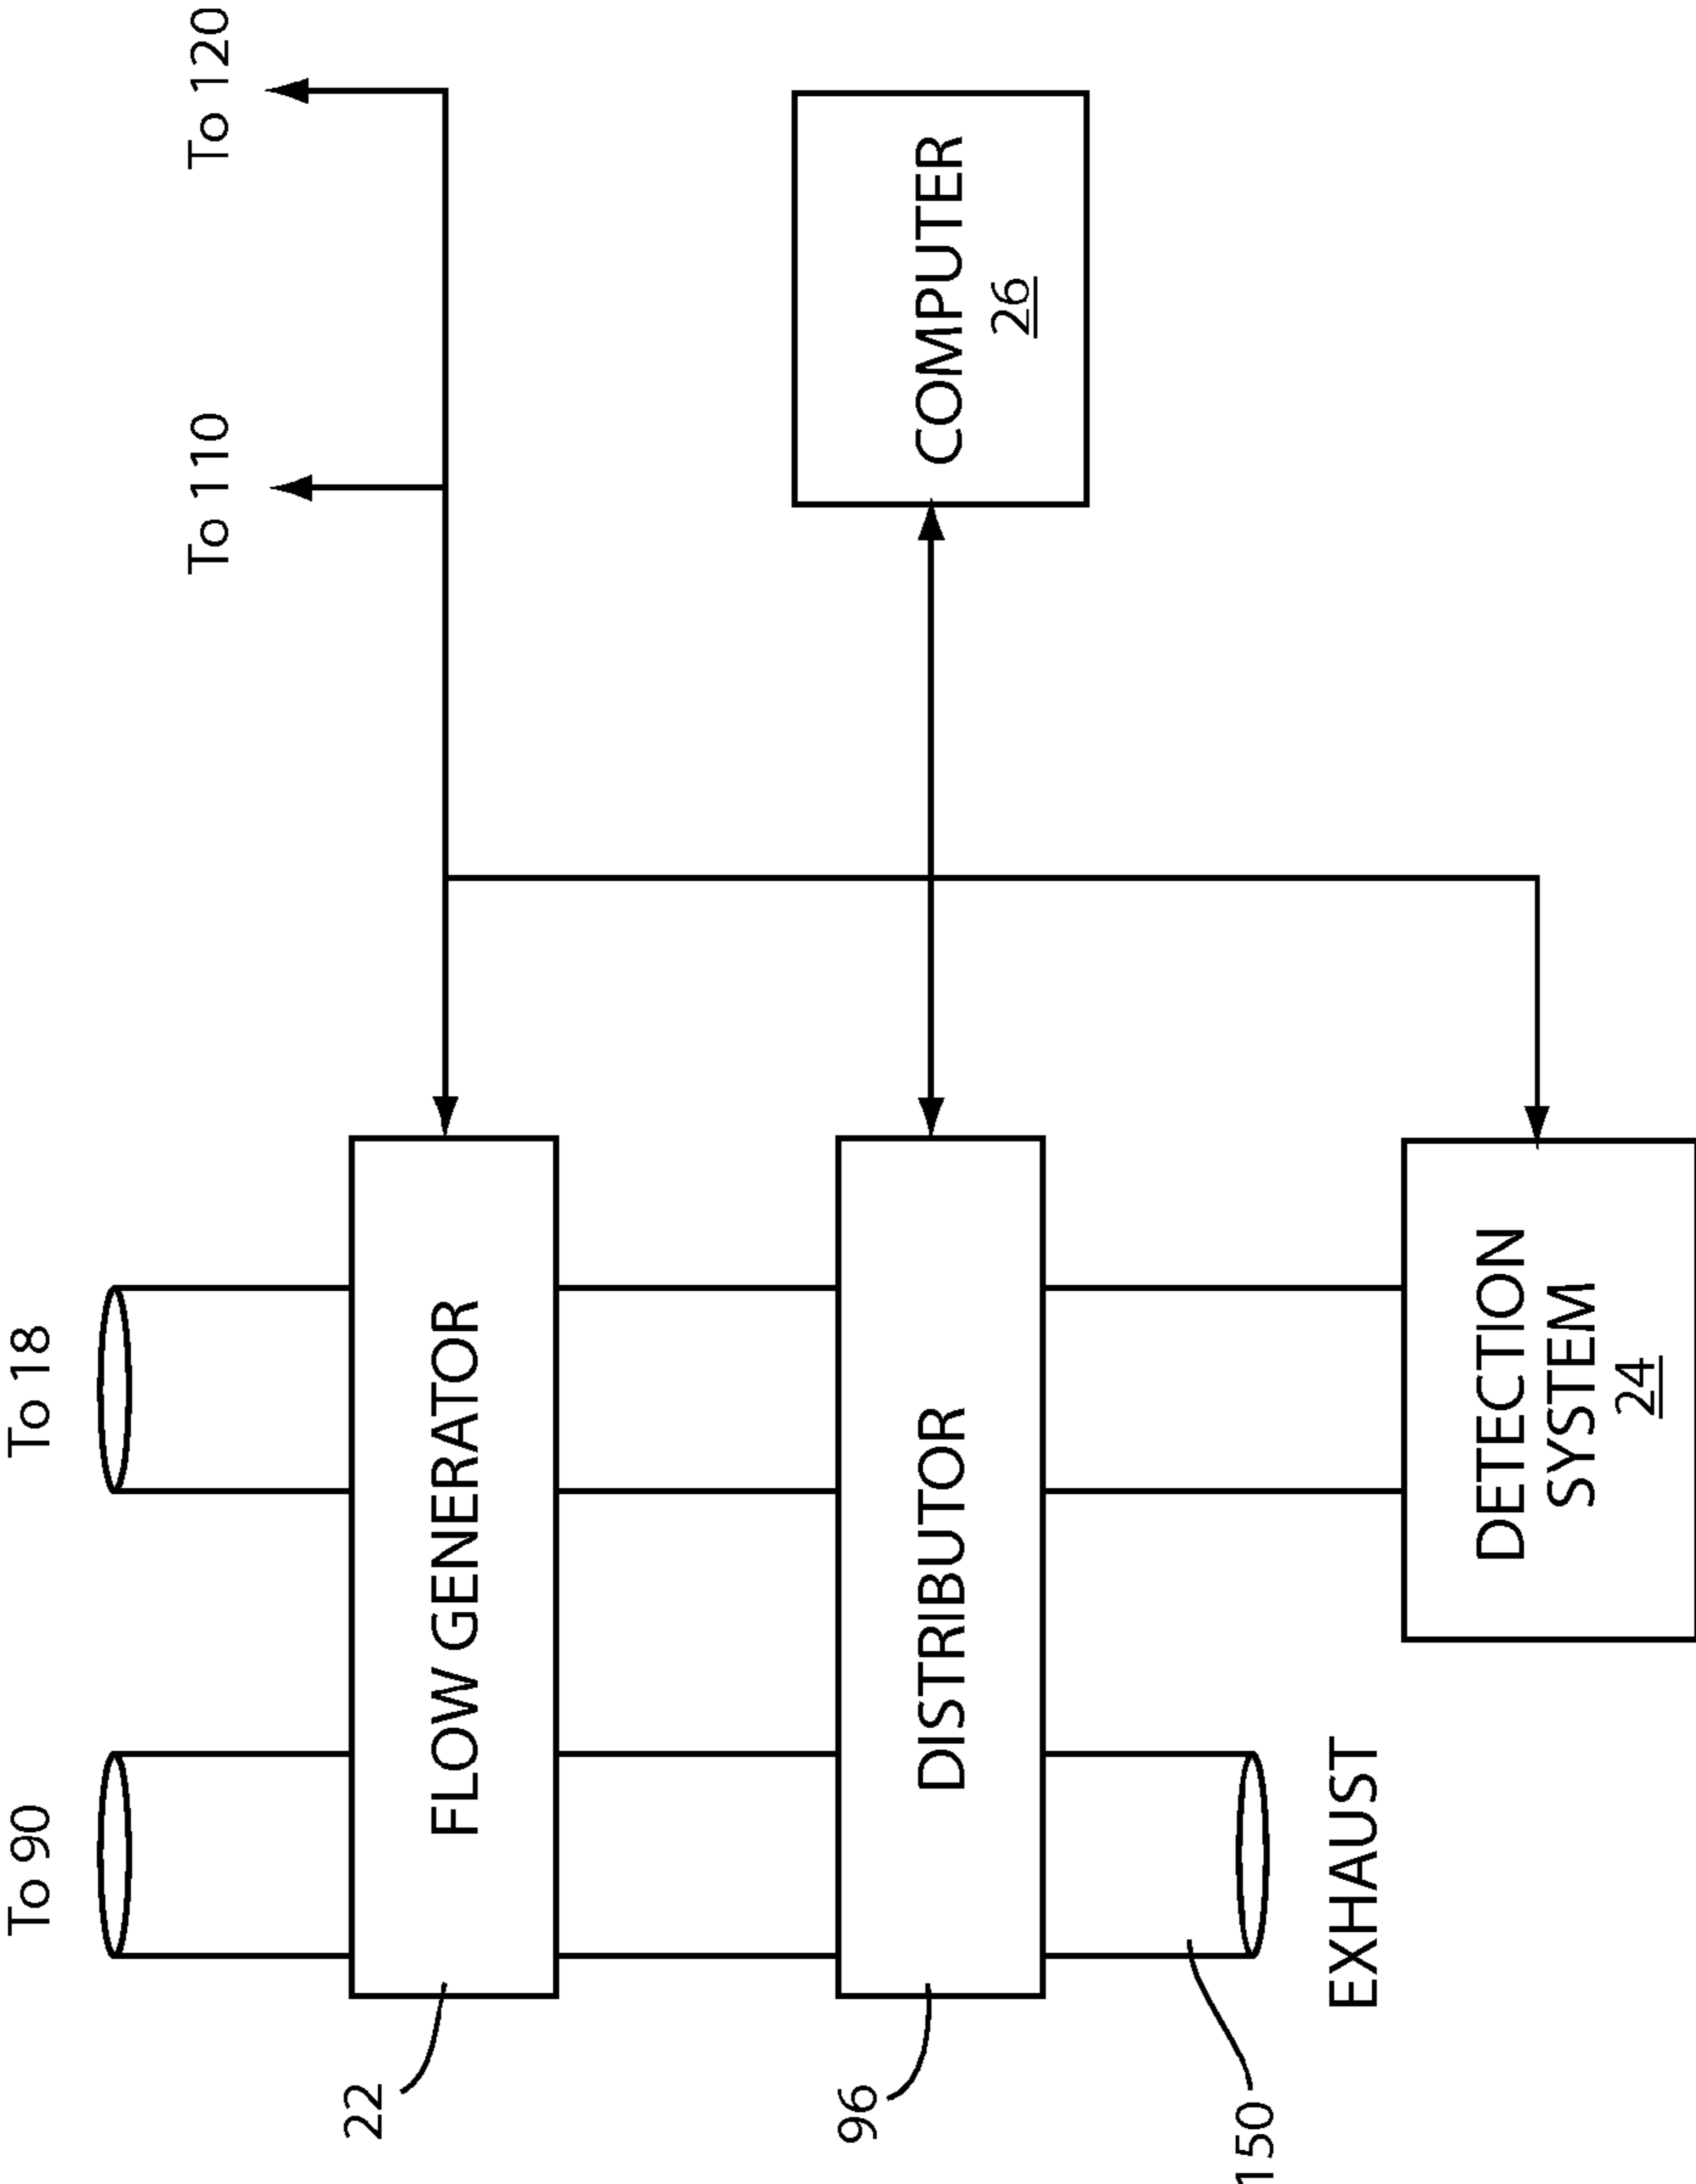 To 90
To 18
To 110
To 120
22
FLOW GENERATOR
96
DISTRIBUTOR
COMPUTER
26
150
EXHAUST
DETECTION
SYSTEM
24